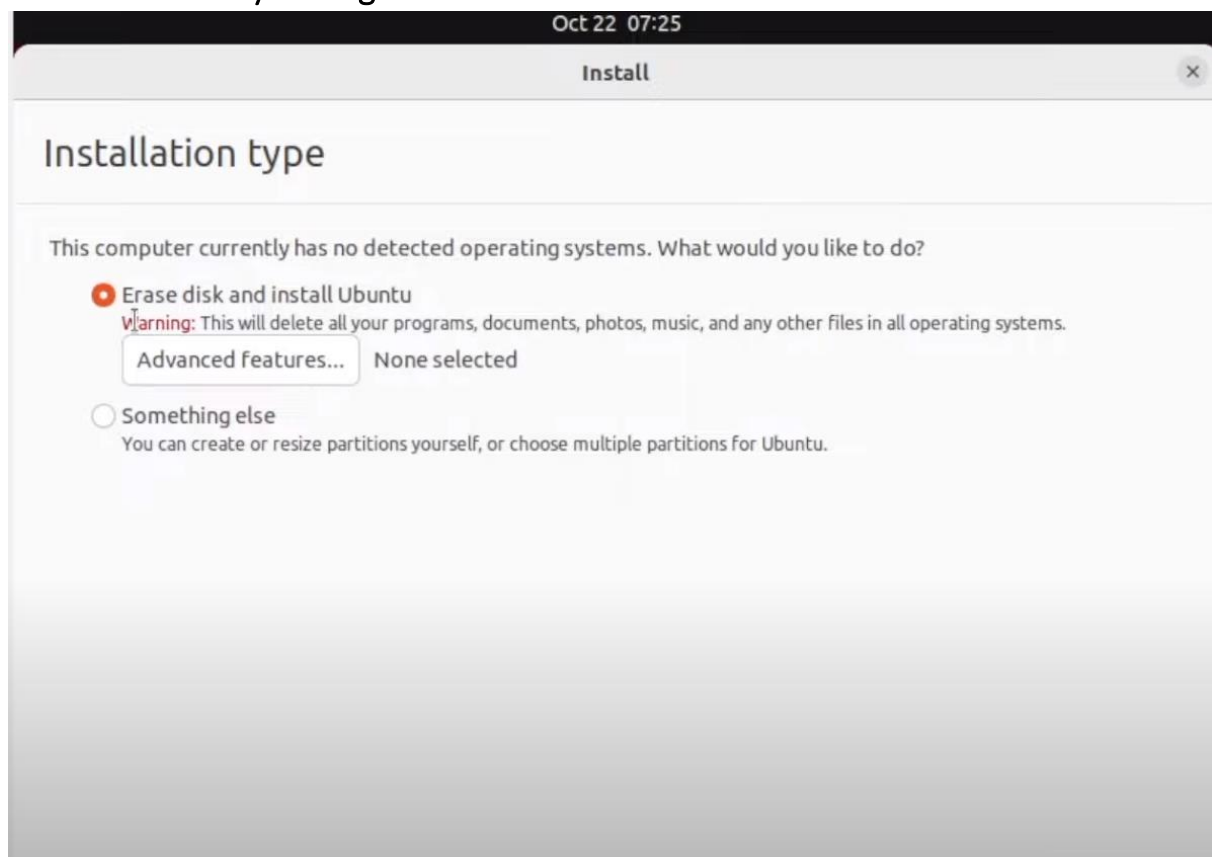 Oct 22 07:25
Install
Installation type
This computer currently has no detected operating systems. What would you like to do?
Erase disk and install Ubuntu
Warning: This will delete all your programs, documents, photos, music, and any other files in all operating systems.
Advanced features... None selected
Something else
You can create or resize partitions yourself, or choose multiple partitions for Ubuntu.